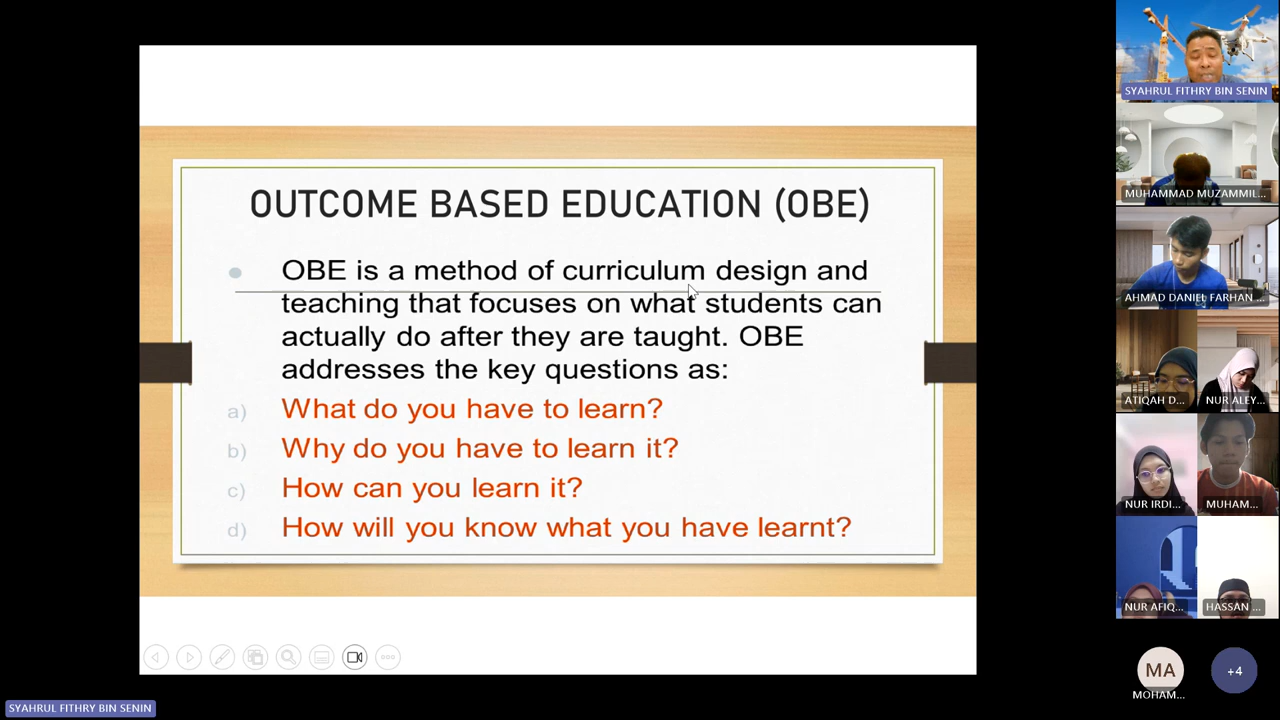 OUTCOME BASED EDUCATION (OBE)
OBE is a method of curriculum design and
teaching that focuses on what students can
actually do after they are taught. OBE
addresses the key questions as:
a) What do you have to learn?
b) Why do you have to learn it?
c) How can you learn it?
d) How will you know what you have learnt?
SYAHRUL FITHRY BIN SENIN
MUHAMMAD MUZAMMIL...
AHMAD DANIEL FARHAN ...
ATIQAH D...
NUR ALEY...
NUR IRDI...
MUHAM...
NUR AFIQ...
HASSAN ...
MA
+4
MOHAM...
SYAHRUL FITHRY BIN SENIN